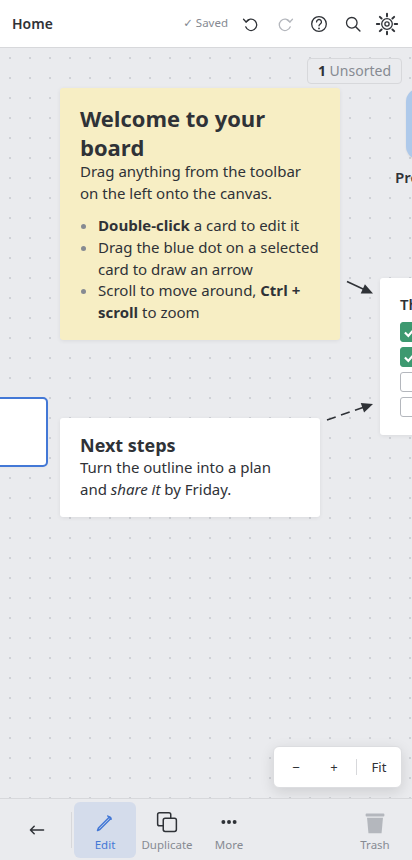 Home
✓ Saved
1 Unsorted
Welcome to your
board
Drag anything from the toolbar
on the left onto the canvas.
Double-click a card to edit it
Drag the blue dot on a selected
card to draw an arrow
Scroll to move around, Ctrl +
scroll to zoom
Next steps
Turn the outline into a plan
and share it by Friday.
− + Fit
Edit
Duplicate
More
Trash